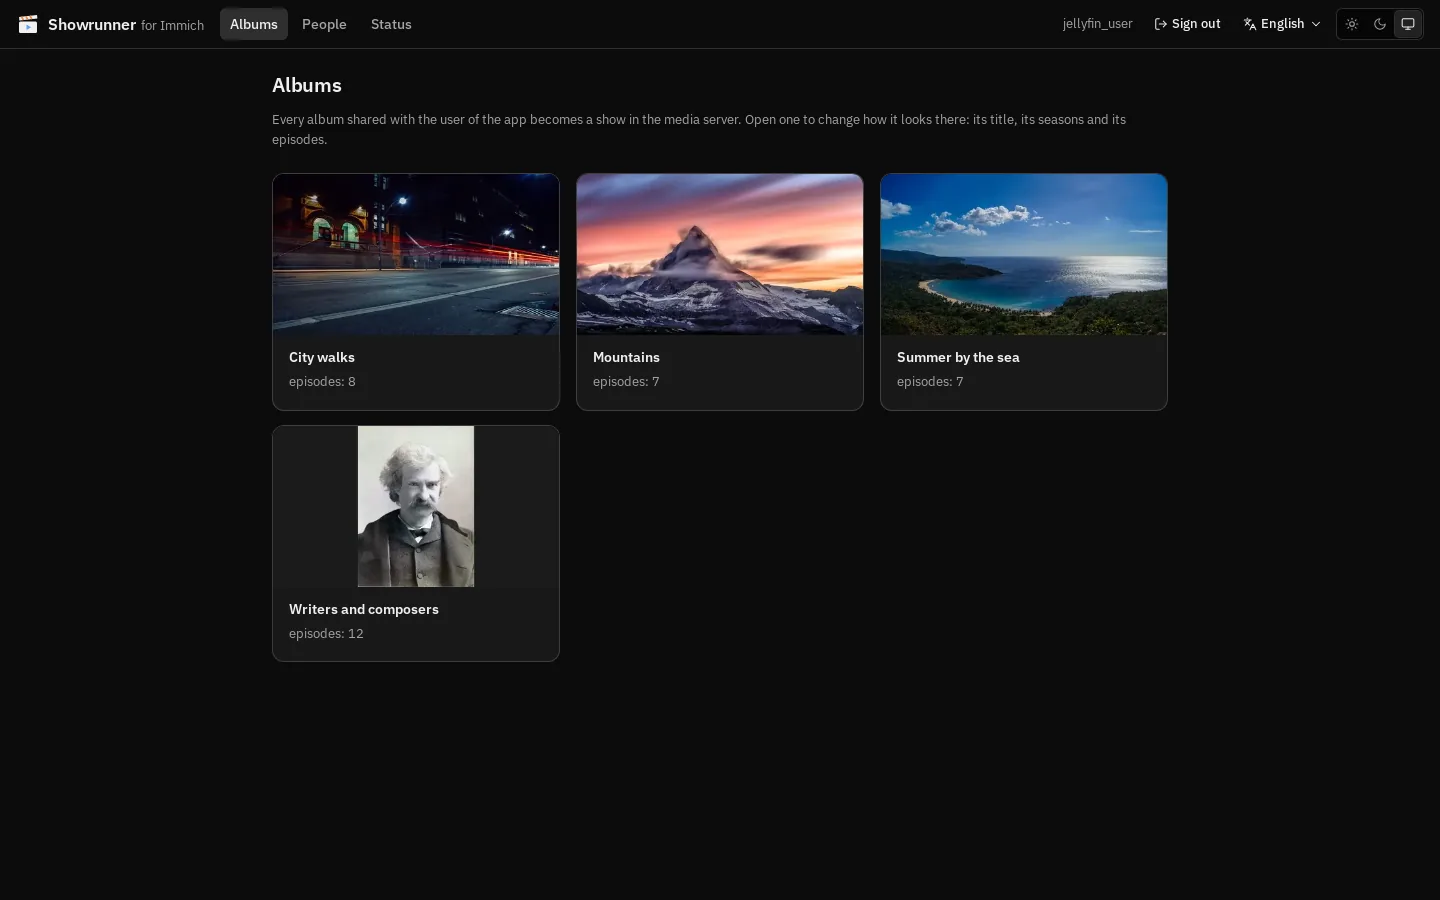 Showrunner for Immich Albums People Status jellyfin_user Sign out English
Albums
Every album shared with the user of the app becomes a show in the media server. Open one to change how it looks there: its title, its seasons and its
episodes.
City walks
episodes: 8
Mountains
episodes: 7
Summer by the sea
episodes: 7
Writers and composers
episodes: 12